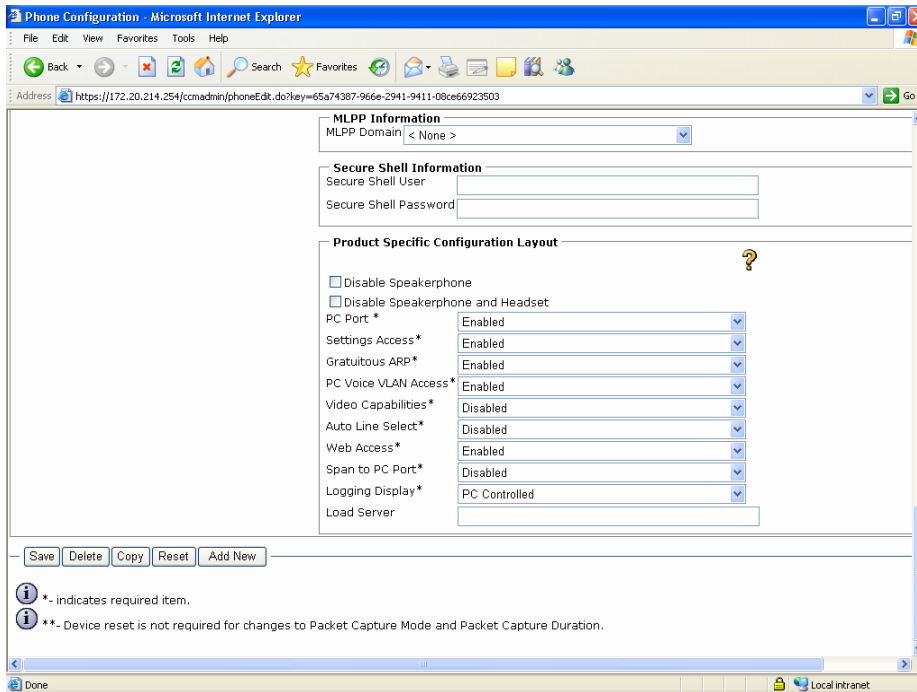 Phone Configuration - Microsoft Internet Explorer
File Edit View Favorites Tools Help
Back Search Favorites
Address https://172.20.214.254/ccmadmin/phoneEdit.do?key=65a74387-966e-2941-9411-08ce66923503 Go
MLPP Information
MLPP Domain < None >
Secure Shell Information
Secure Shell User
Secure Shell Password
Product Specific Configuration Layout
?
Disable Speakerphone
Disable Speakerphone and Headset
PC Port * Enabled
Settings Access* Enabled
Gratuitous ARP* Enabled
PC Voice VLAN Access* Enabled
Video Capabilities* Disabled
Auto Line Select* Disabled
Web Access* Enabled
Span to PC Port* Disabled
Logging Display* PC Controlled
Load Server
Save Delete Copy Reset Add New
i *- indicates required item.
i **- Device reset is not required for changes to Packet Capture Mode and Packet Capture Duration.
Done Local intranet